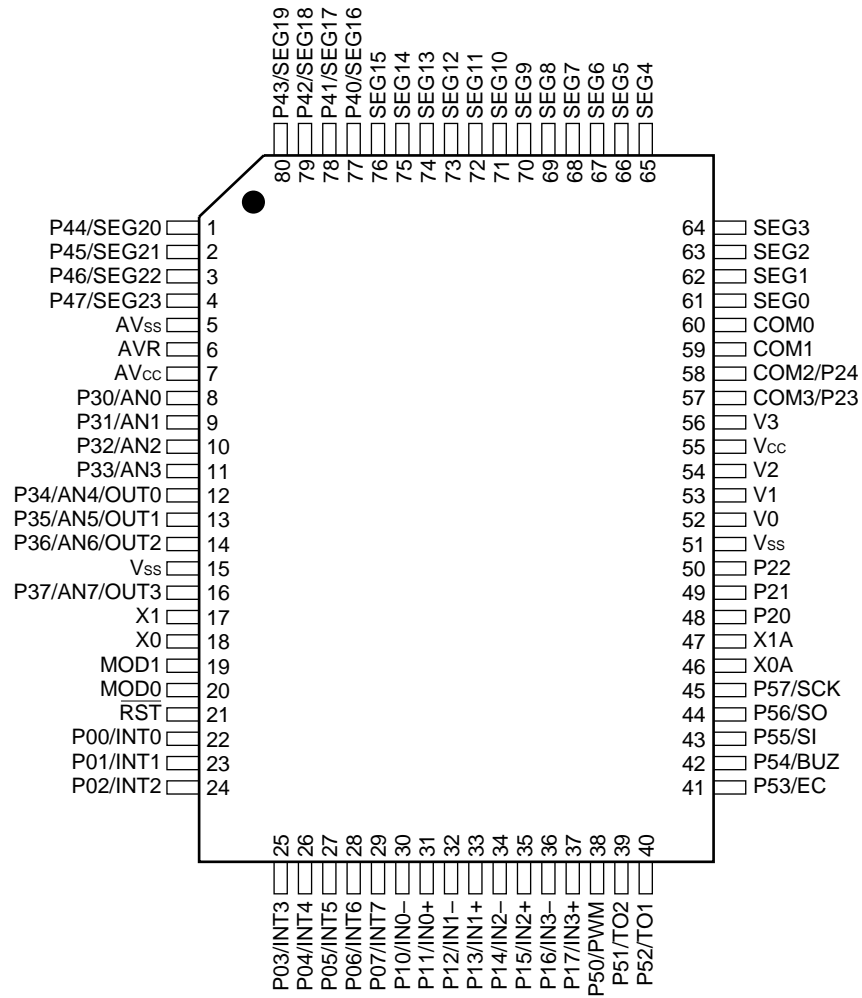 P43/SEG19
P42/SEG18
P41/SEG17
P40/SEG16
SEG15
SEG14
SEG13
SEG12
SEG11
SEG10
SEG9
SEG8
SEG7
SEG6
SEG5
SEG4
80
79
78
77
76
75
74
73
72
71
70
69
68
67
66
65
P44/SEG20 1
P45/SEG21 2
P46/SEG22 3
P47/SEG23 4
AVss 5
AVR 6
AVcc 7
P30/AN0 8
P31/AN1 9
P32/AN2 10
P33/AN3 11
P34/AN4/OUT0 12
P35/AN5/OUT1 13
P36/AN6/OUT2 14
Vss 15
P37/AN7/OUT3 16
X1 17
X0 18
MOD1 19
MOD0 20
R̅S̅T̅ 21
P00/INT0 22
P01/INT1 23
P02/INT2 24
64 SEG3
63 SEG2
62 SEG1
61 SEG0
60 COM0
59 COM1
58 COM2/P24
57 COM3/P23
56 V3
55 Vcc
54 V2
53 V1
52 V0
51 Vss
50 P22
49 P21
48 P20
47 X1A
46 X0A
45 P57/SCK
44 P56/SO
43 P55/SI
42 P54/BUZ
41 P53/EC
25
26
27
28
29
30
31
32
33
34
35
36
37
38
39
40
P03/INT3
P04/INT4
P05/INT5
P06/INT6
P07/INT7
P10/IN0–
P11/IN0+
P12/IN1–
P13/IN1+
P14/IN2–
P15/IN2+
P16/IN3–
P17/IN3+
P50/PWM
P51/TO2
P52/TO1